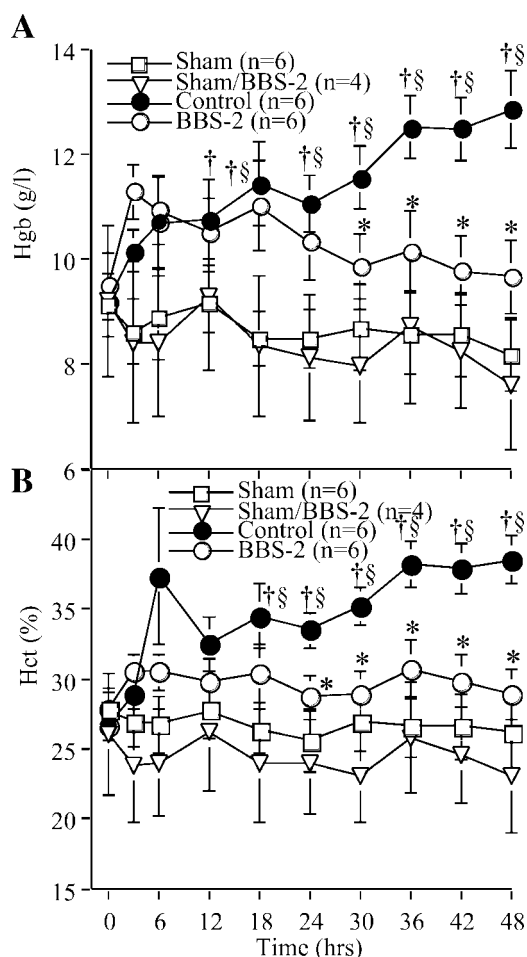 A
14
Sham (n=6)
Sham/BBS-2 (n=4)
Control (n=6)
BBS-2 (n=6)
†§ †§ †§
12
† †§ †§ †§
Hgb (g/l)
* * * *
10
8
6
B
Sham (n=6)
Sham/BBS-2 (n=4)
Control (n=6)
BBS-2 (n=6)
†§ †§ †§
40
†§ †§ †§
35
Hct (%)
* * * * *
30
25
20
15
0 6 12 18 24 30 36 42 48
Time (hrs)